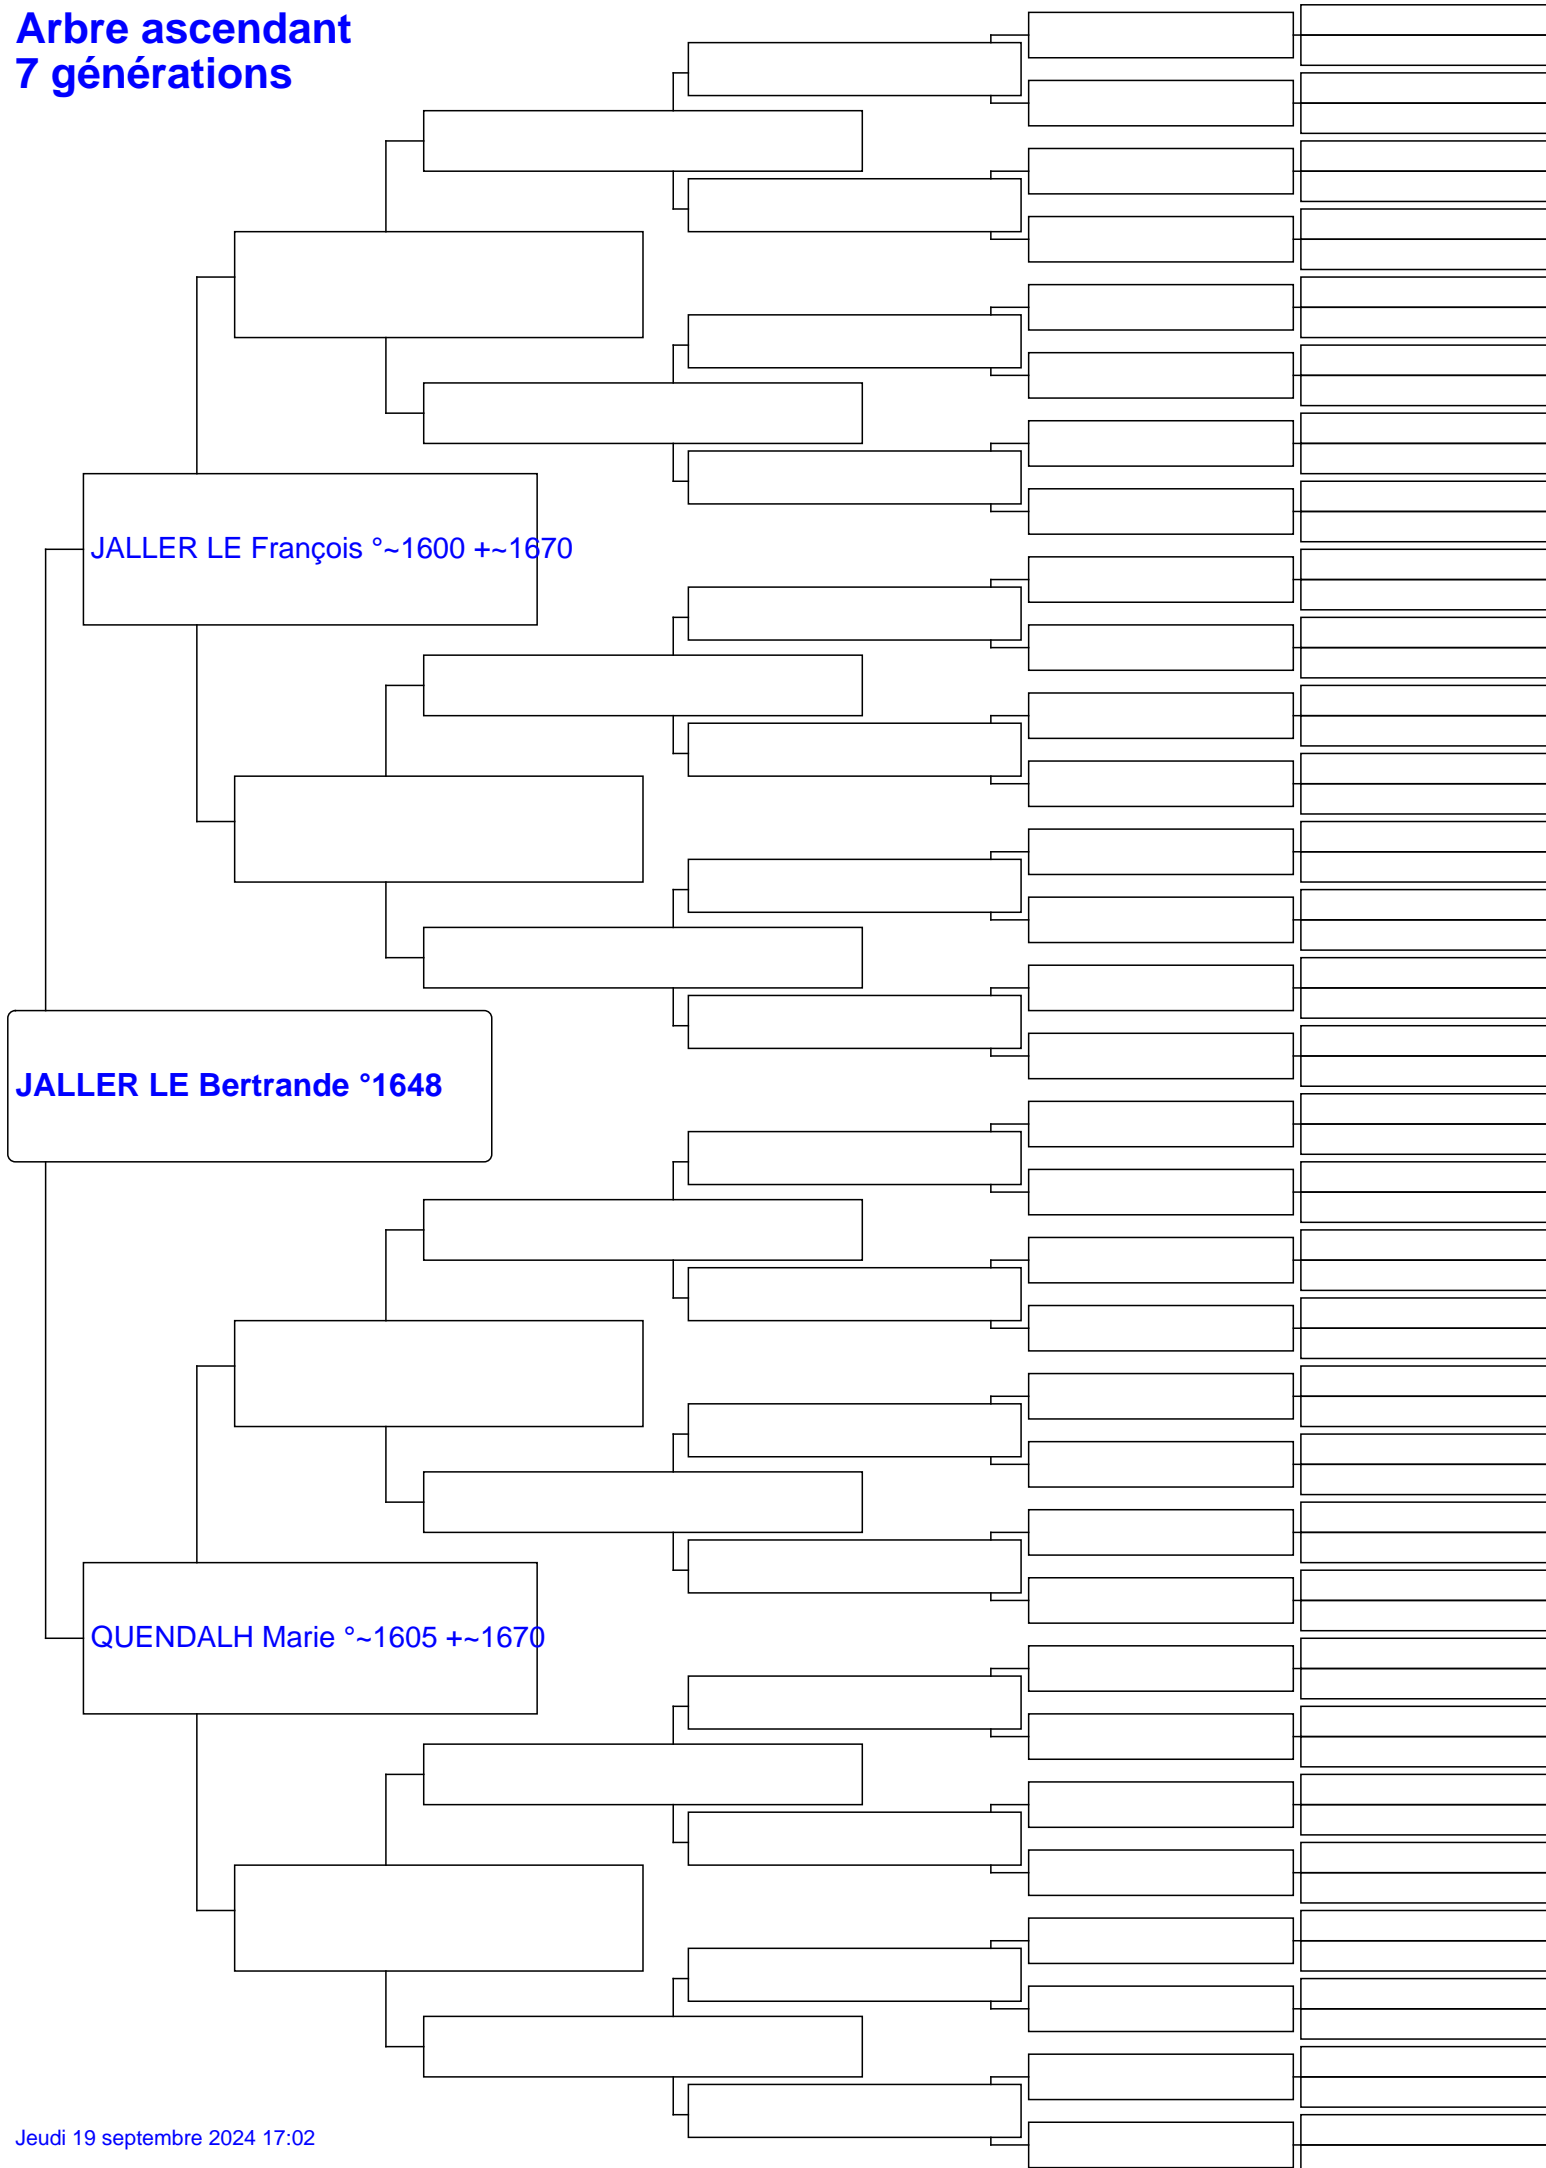 Arbre ascendant
7 générations
JALLER LE François °~1600 +~1670
JALLER LE Bertrande °1648
QUENDALH Marie °~1605 +~1670
Jeudi 19 septembre 2024 17:02